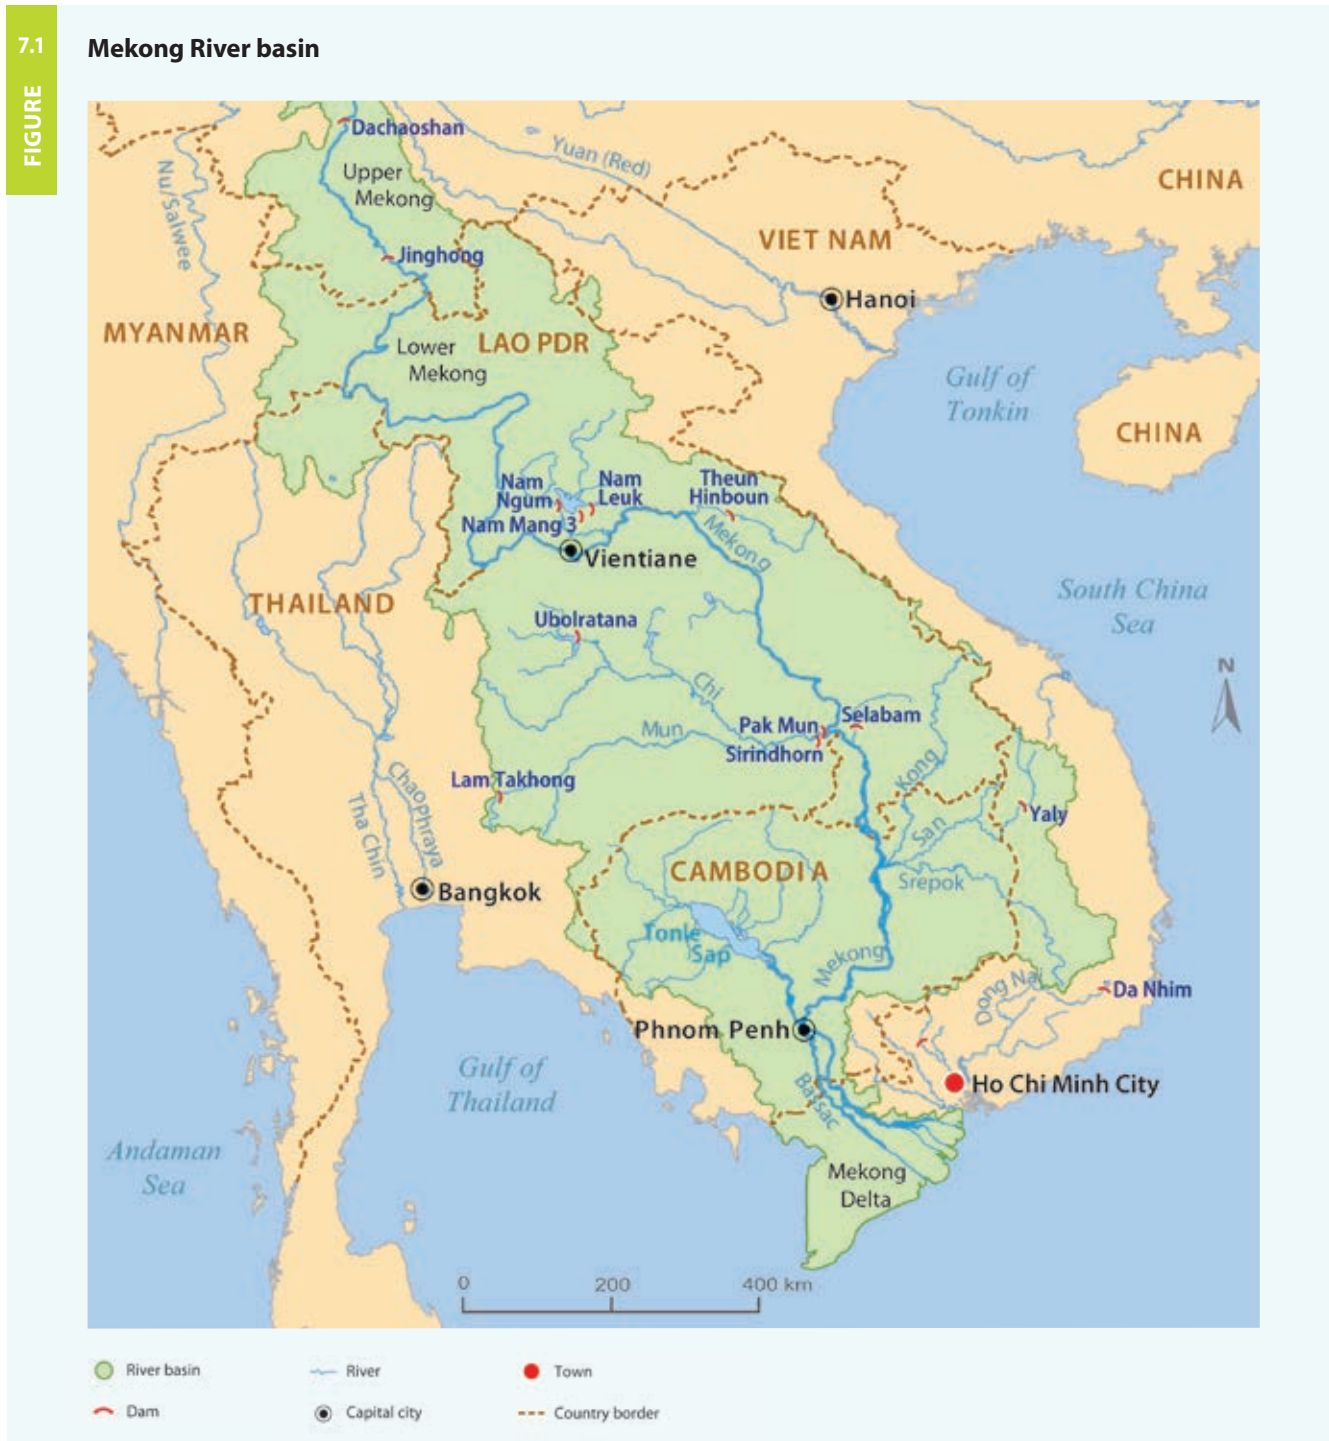 7.1
FIGURE
Mekong River basin
Dachaoshan
Upper
Mekong
Yuan (Red)
CHINA
Nu/Salwee
VIET NAM
Jinghong
Hanoi
MYANMAR
LAO PDR
Lower
Mekong
Gulf of
Tonkin
CHINA
Nam
Ngum
Nam
Leuk
Theun
Hinboun
Nam Mang 3
Mekong
Vientiane
THAILAND
South China
Sea
Ubolratana
N
Chi
Mun
Pak Mun
Selabam
Sirindhorn
Kong
Lam Takhong
Chaophraya
Tha Chin
San
Yaly
CAMBODIA
Srepok
Bangkok
Tonle
Sap
Mekong
Dong Nai
Da Nhim
Phnom Penh
Gulf of
Thailand
Ho Chi Minh City
Bassac
Andaman
Sea
Mekong
Delta
0 200 400 km
River basin
River
Town
Dam
Capital city
Country border